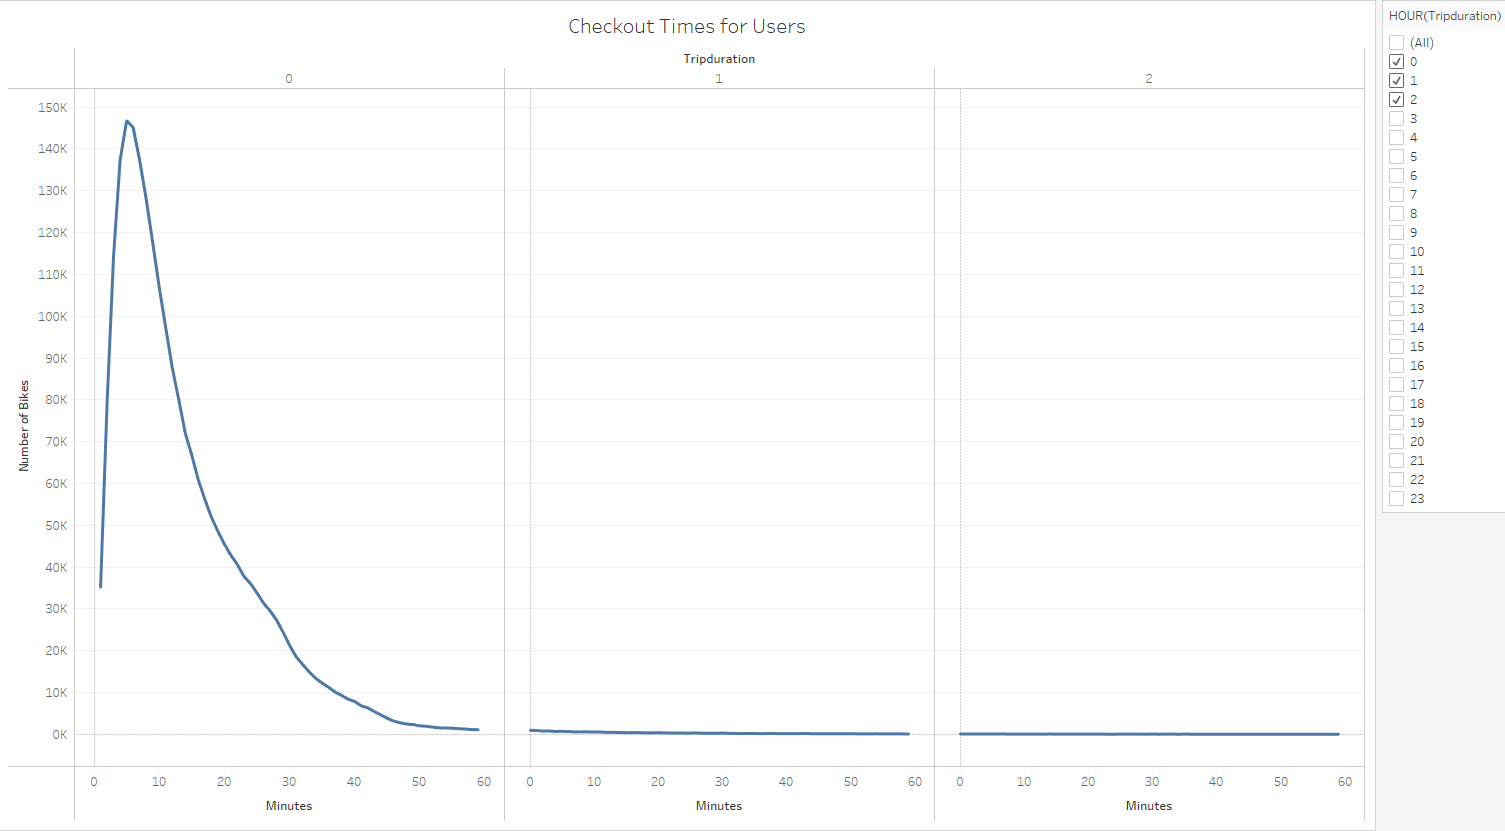 Checkout Times for Users
Tripduration
0 1 2
150K
140K
130K
120K
110K
100K
90K
80K
70K
60K
50K
40K
30K
20K
10K
0K
Number of Bikes
0 10 20 30 40 50 60 0 10 20 30 40 50 60 0 10 20 30 40 50 60
Minutes Minutes Minutes
HOUR(Tripduration)
(All)
0
1
2
3
4
5
6
7
8
9
10
11
12
13
14
15
16
17
18
19
20
21
22
23